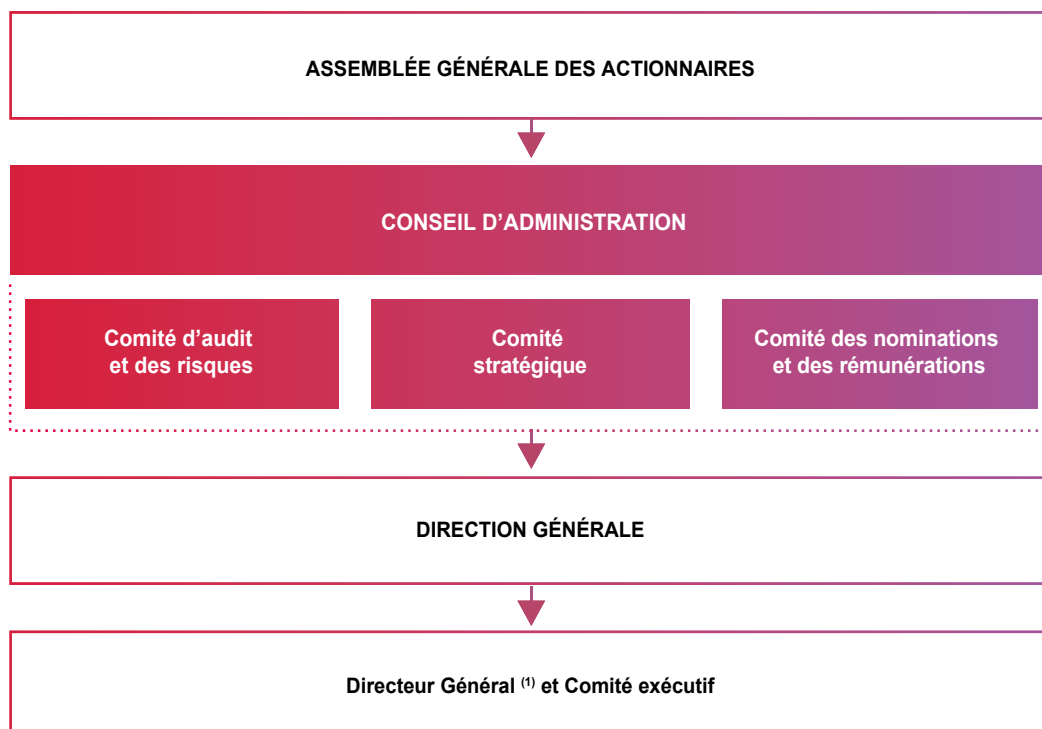 ASSEMBLÉE GÉNÉRALE DES ACTIONNAIRES
CONSEIL D’ADMINISTRATION
Comité d’audit
et des risques
Comité
stratégique
Comité des nominations
et des rémunérations
DIRECTION GÉNÉRALE
Directeur Général (1) et Comité exécutif